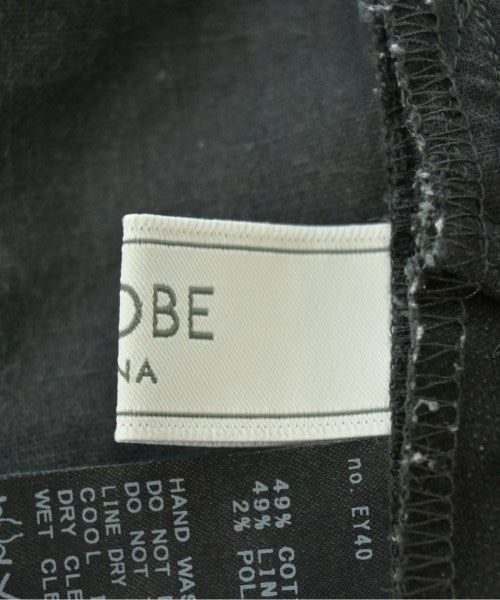 OBE
NA
no. EY40
49% COT
49% LIN
2% POL
HAND WAS
DO NOT
DO NOT
LINE DRY
COOL
DRY CLE
WET CLE